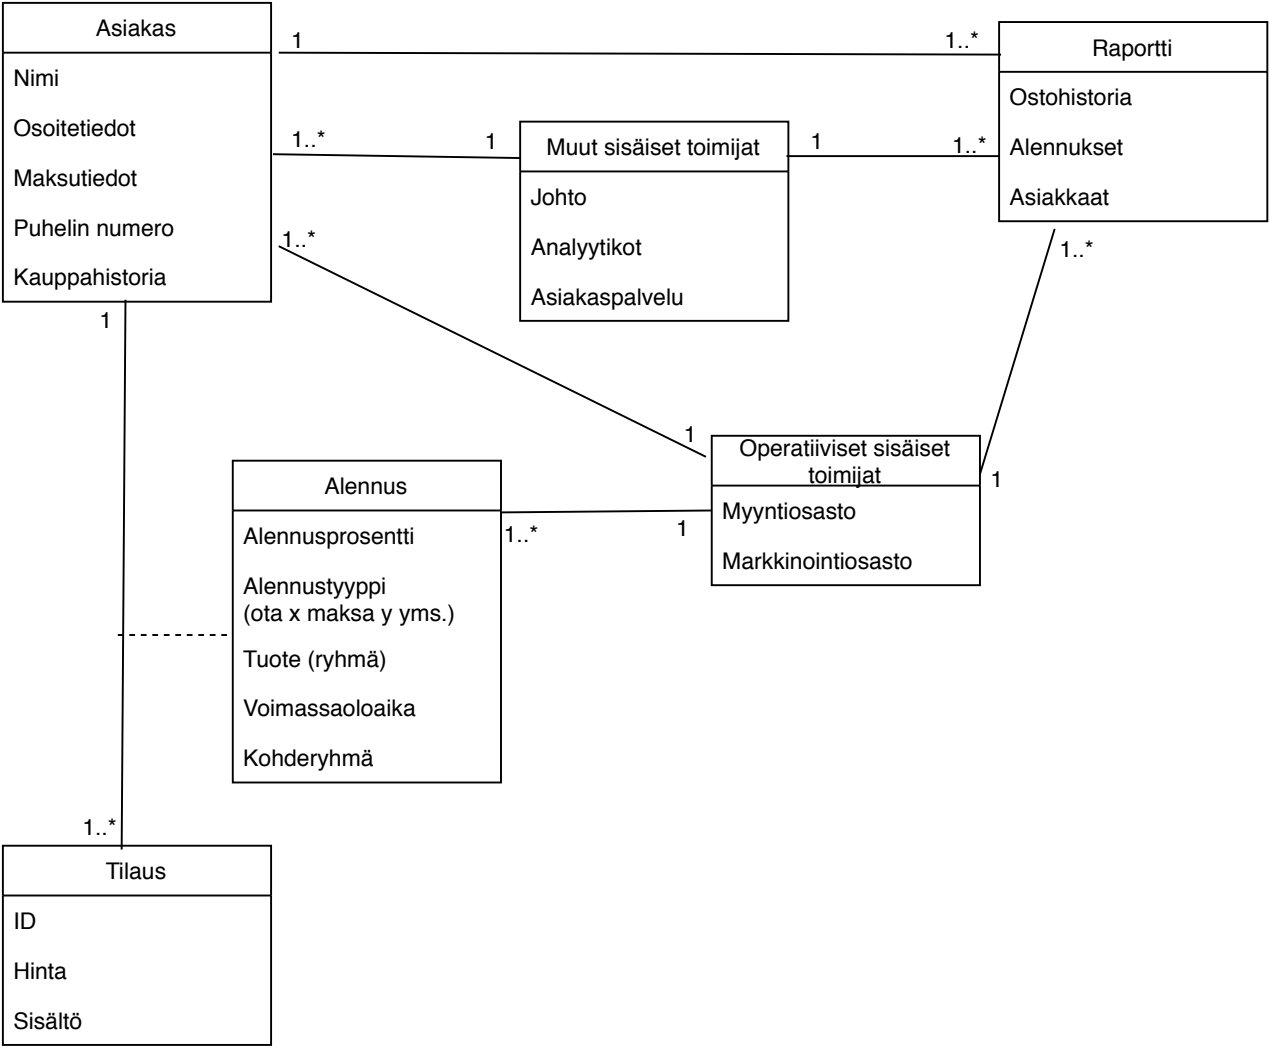 Asiakas
Nimi
Osoitetiedot
Maksutiedot
Puhelin numero
Kauppahistoria
1
1..*
Raportti
Ostohistoria
Alennukset
Asiakkaat
1..*
1
Muut sisäiset toimijat
Johto
Analyytikot
Asiakaspalvelu
1
1..*
1..*
1
1..*
1
Operatiiviset sisäiset
toimijat
Myyntiosasto
Markkinointiosasto
1..*
1
Alennus
Alennusprosentti
Alennustyyppi
(ota x maksa y yms.)
Tuote (ryhmä)
Voimassaoloaika
Kohderyhmä
1
1..*
Tilaus
ID
Hinta
Sisältö